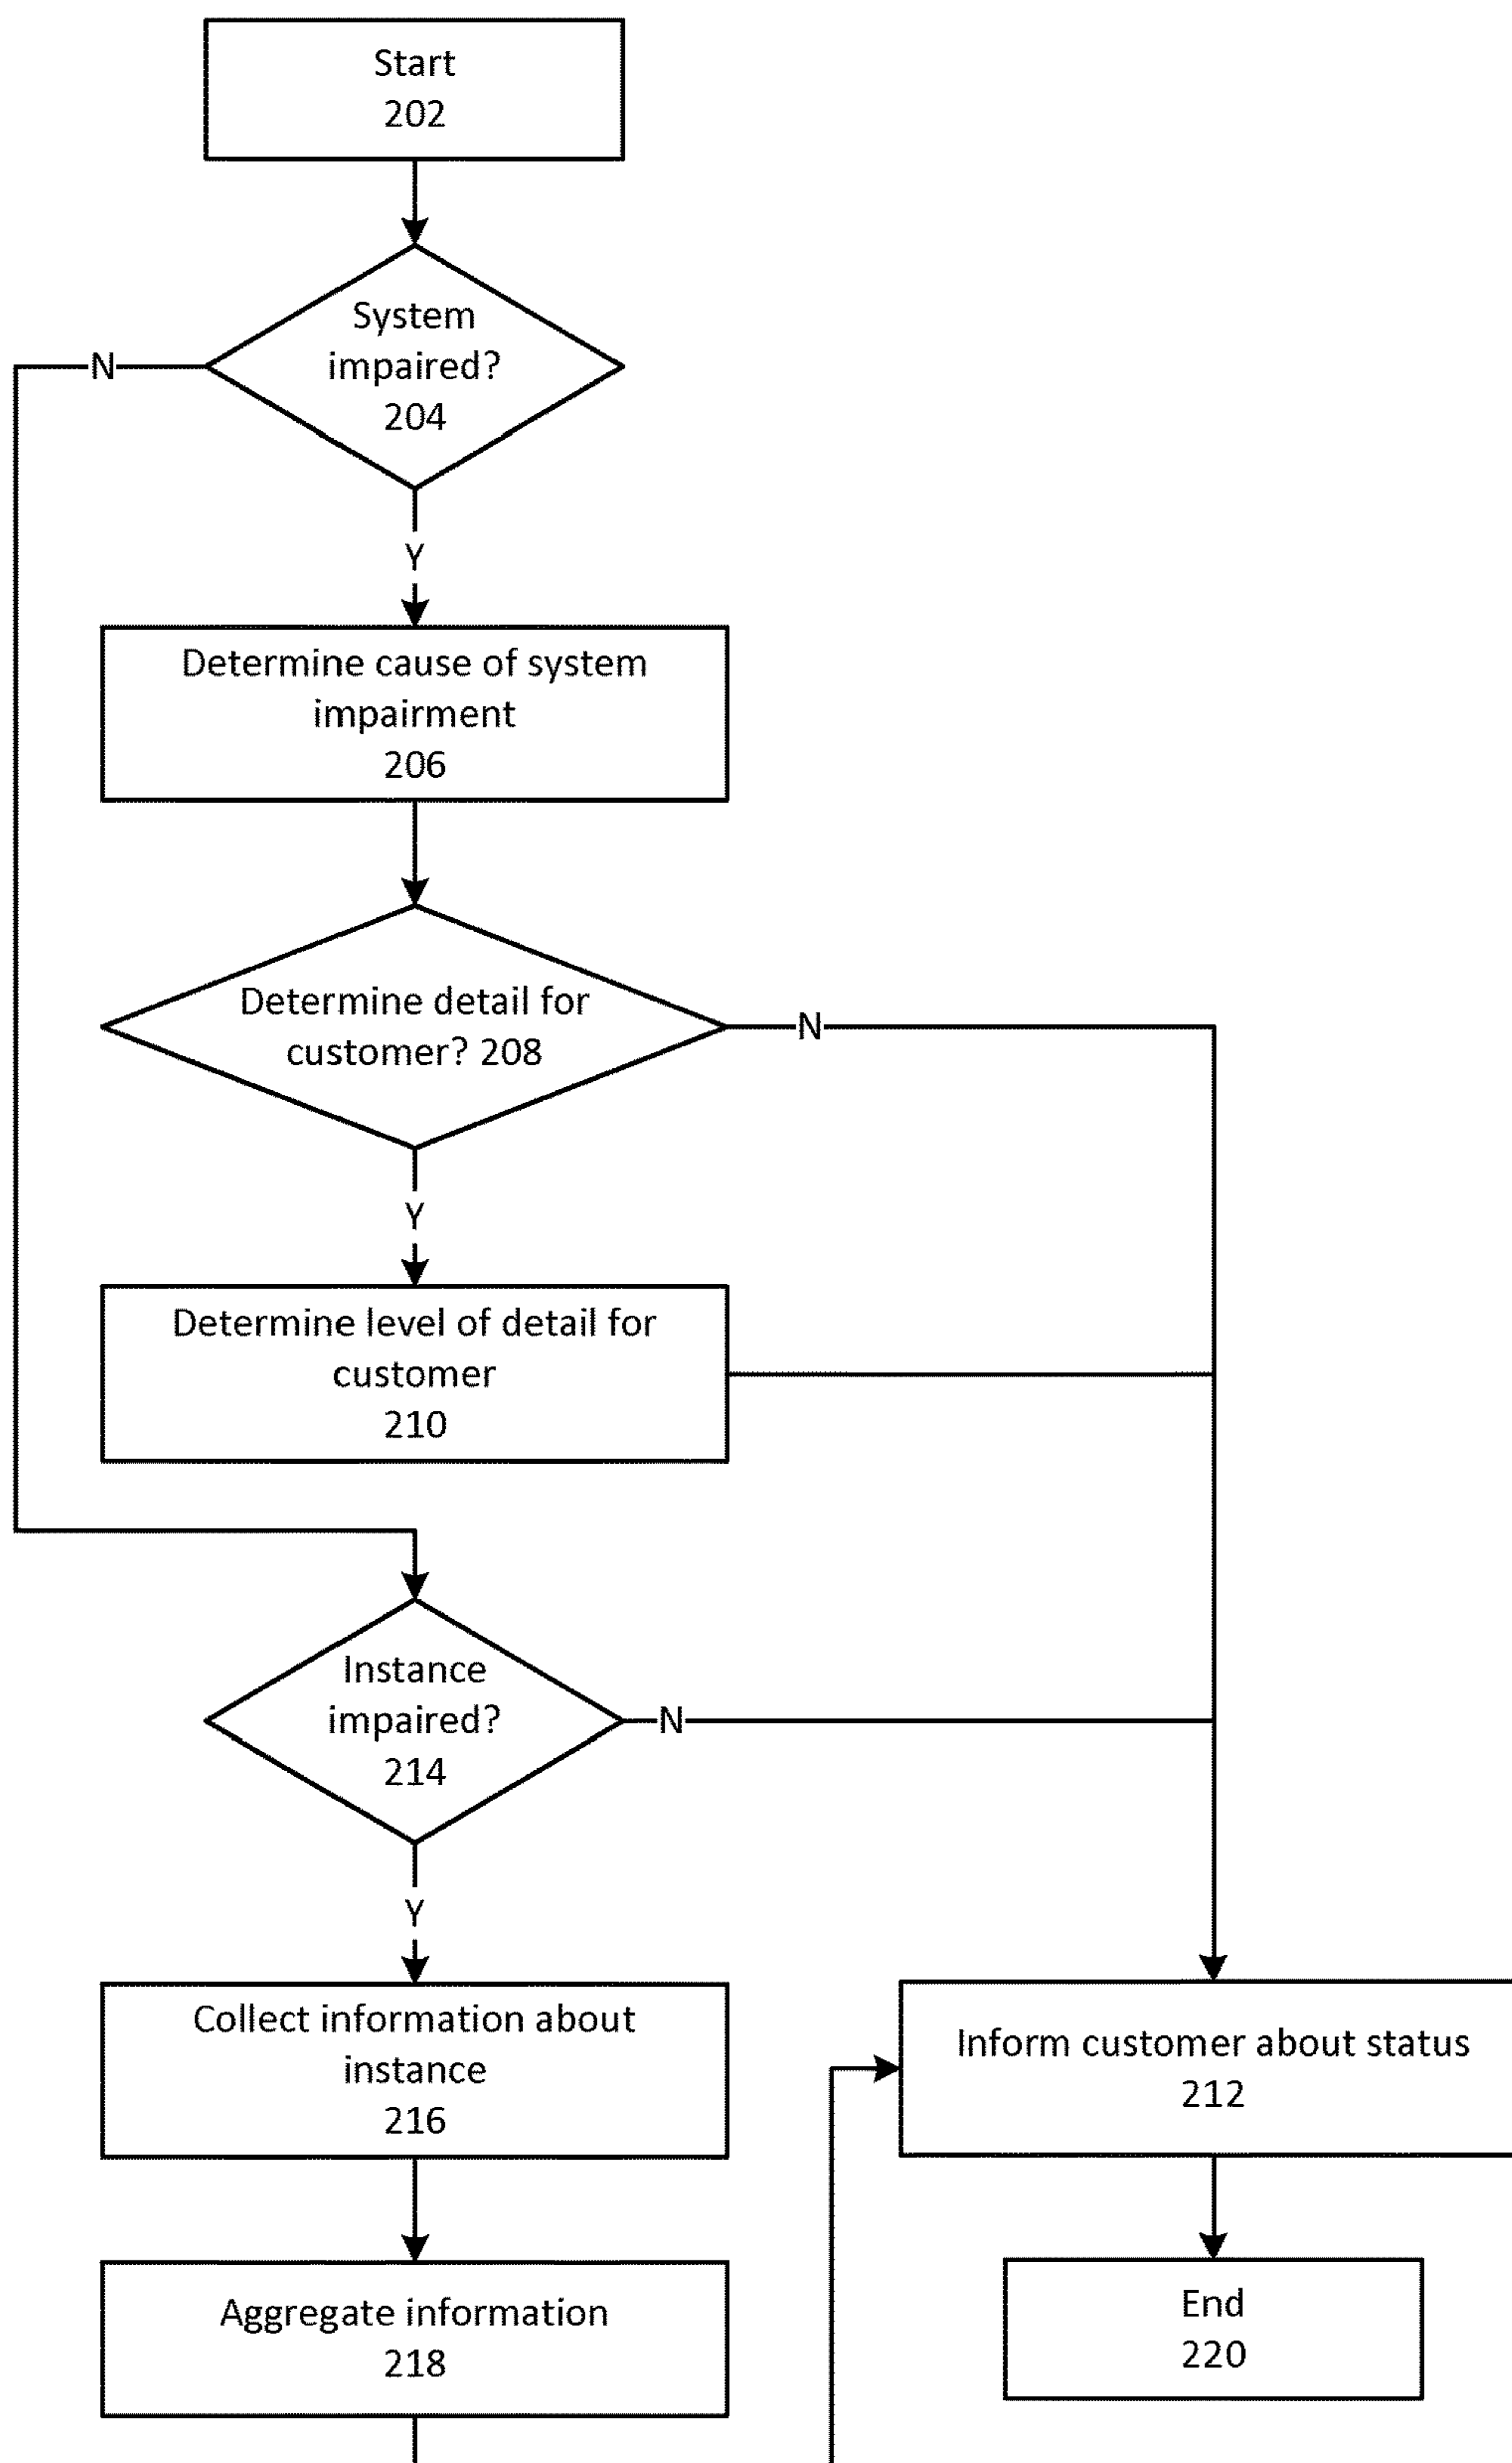 Start
202
System
impaired?
204
N
Y
Determine cause of system
impairment
206
Determine detail for
customer? 208
N
Y
Determine level of detail for
customer
210
Instance
impaired?
214
N
Y
Collect information about
instance
216
Inform customer about status
212
Aggregate information
218
End
220